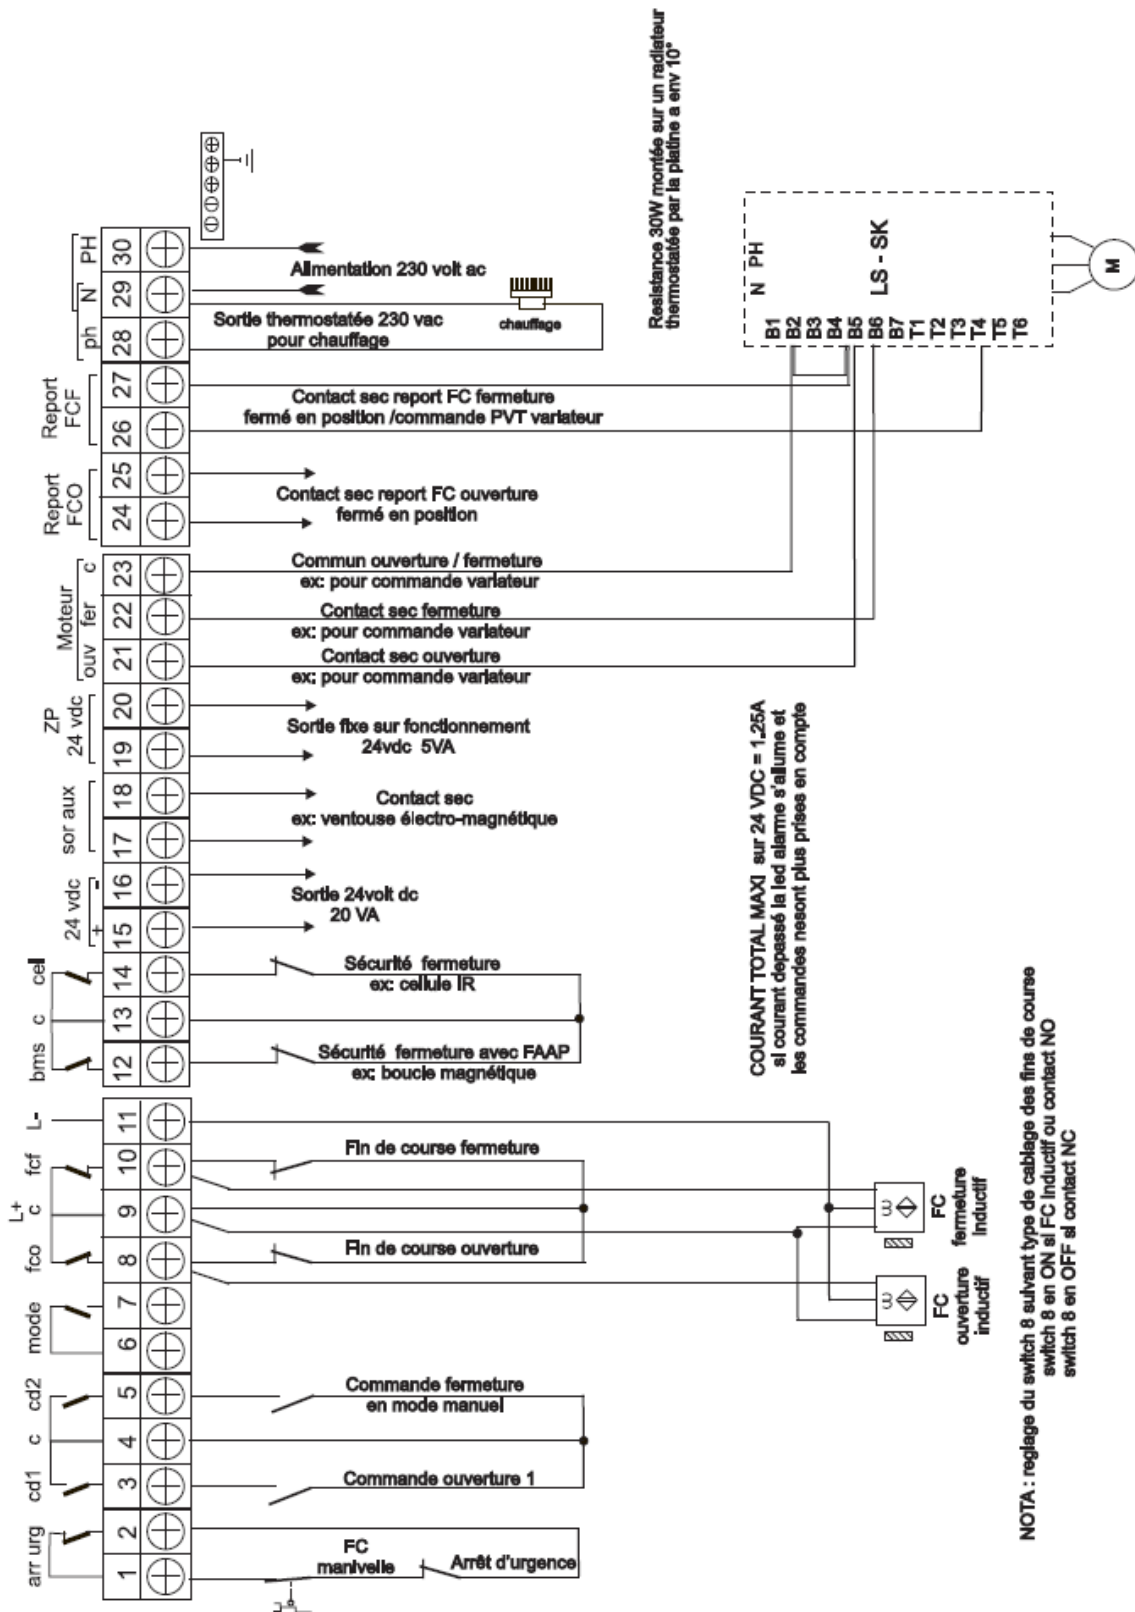 Resistance 30W montée sur un radiateur
thermostatée par la platine a env 10°
PH
30
N
29
Alimentation 230 volt ac
ph
28
Sortie thermostatée 230 vac
pour chauffage
chauffage
Report
FCF
27
26
Contact sec report FC fermeture
fermé en position /commande PVT variateur
Report
FCO
25
24
Contact sec report FC ouverture
fermé en position
Moteur
c
23
Commun ouverture / fermeture
ex: pour commande variateur
fer
22
Contact sec fermeture
ex: pour commande variateur
ouv
21
Contact sec ouverture
ex: pour commande variateur
ZP
24 vdc
20
19
Sortie fixe sur fonctionnement
24vdc 5VA
sor aux
18
17
Contact sec
ex: ventouse électro-magnétique
24 vdc
-
+
16
15
Sortie 24volt dc
20 VA
cel
14
Sécurité fermeture
ex: cellule IR
c
13
bms
12
Sécurité fermeture avec FAAP
ex: boucle magnétique
L-
11
fcf
10
Fin de course fermeture
L+
c
9
fco
8
Fin de course ouverture
mode
7
6
cd2
5
Commande fermeture
en mode manuel
c
4
cd1
3
Commande ouverture 1
arr urg
2
1
FC
manivelle
Arrêt d'urgence
N PH
LS - SK
B1
B2
B3
B4
B5
B6
B7
T1
T2
T3
T4
T5
T6
M
COURANT TOTAL MAXI sur 24 VDC = 1.25A
si courant depassé la led alarme s'allume et
les commandes nesont plus prises en compte
FC
fermeture
inductif
FC
ouverture
inductif
NOTA : reglage du switch 8 suivant type de cablage des fins de course
switch 8 en ON si FC inductif ou contact NO
switch 8 en OFF si contact NC